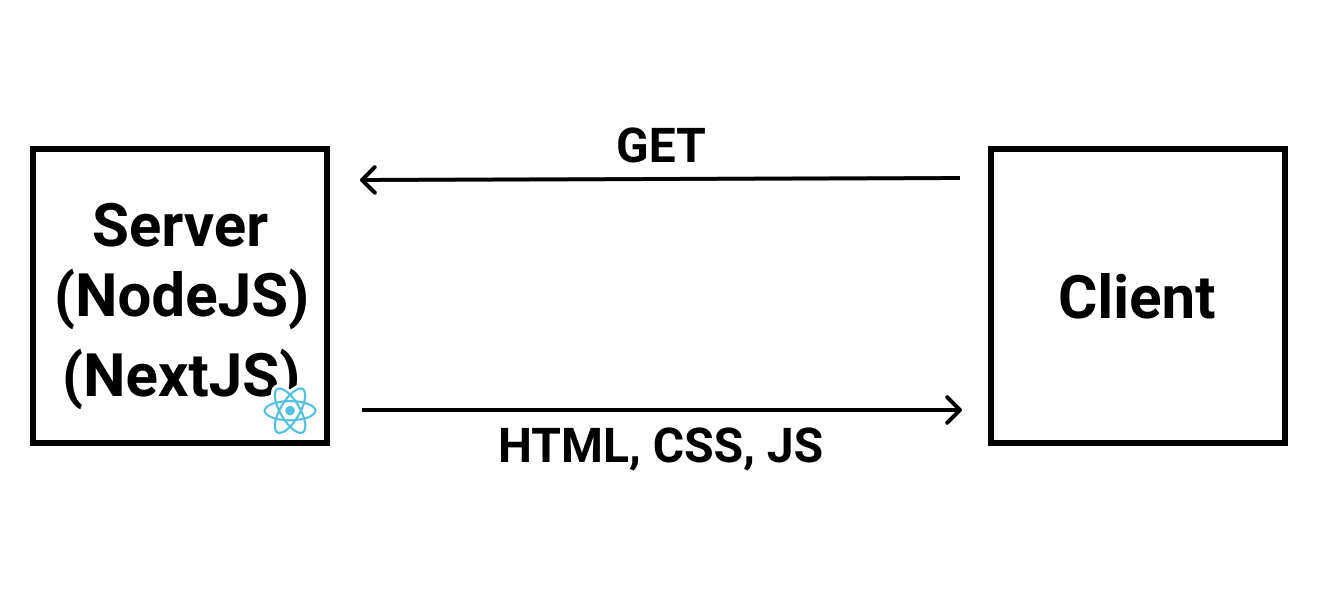 GET
Server
(NodeJS)
(NextJS)
Client
HTML, CSS, JS